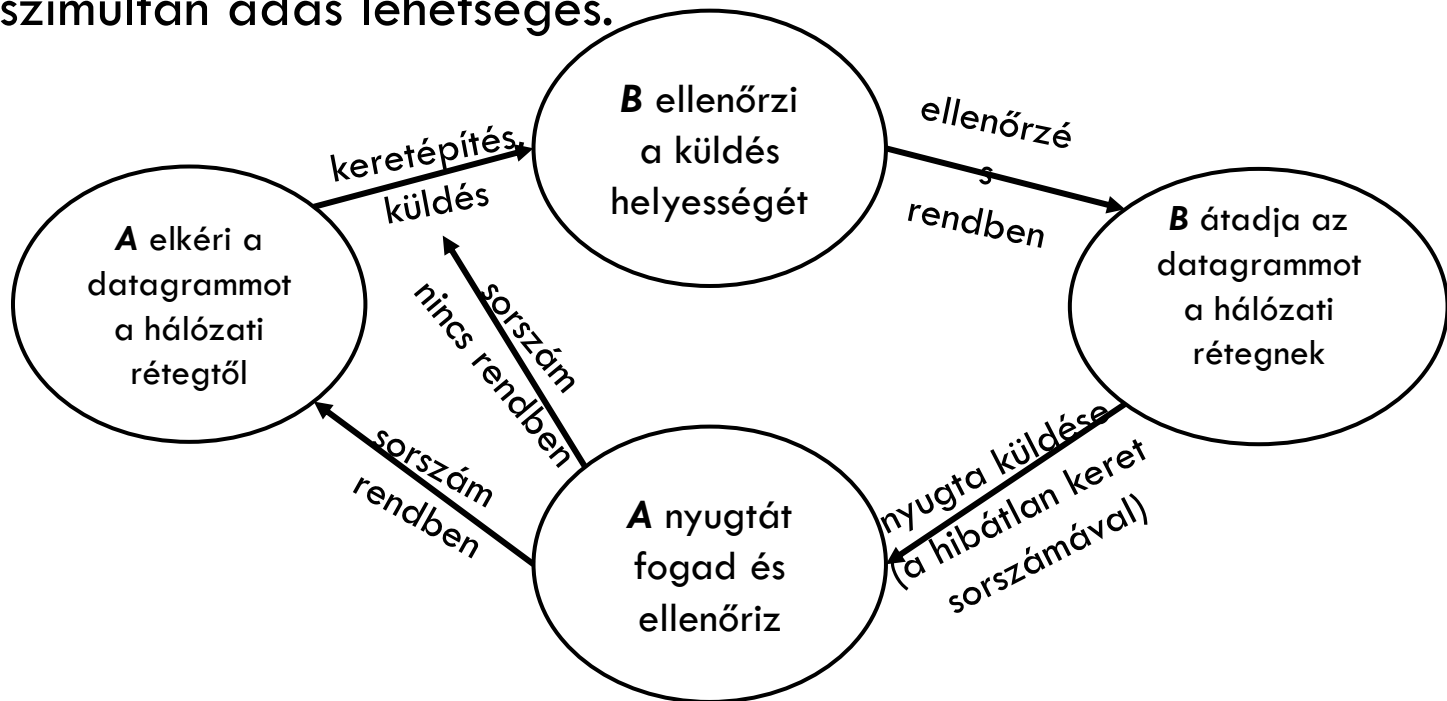 szimultán adás lehetséges.
B ellenőrzi
a küldés
helyességét
keretépítés,
küldés
ellenőrzé
s
rendben
A elkéri a
datagrammot
a hálózati
rétegtől
B átadja az
datagrammot
a hálózati
rétegnek
sorszám
nincs rendben
sorszám
rendben
nyugta küldése
(a hibátlan keret
sorszámával)
A nyugtát
fogad és
ellenőriz